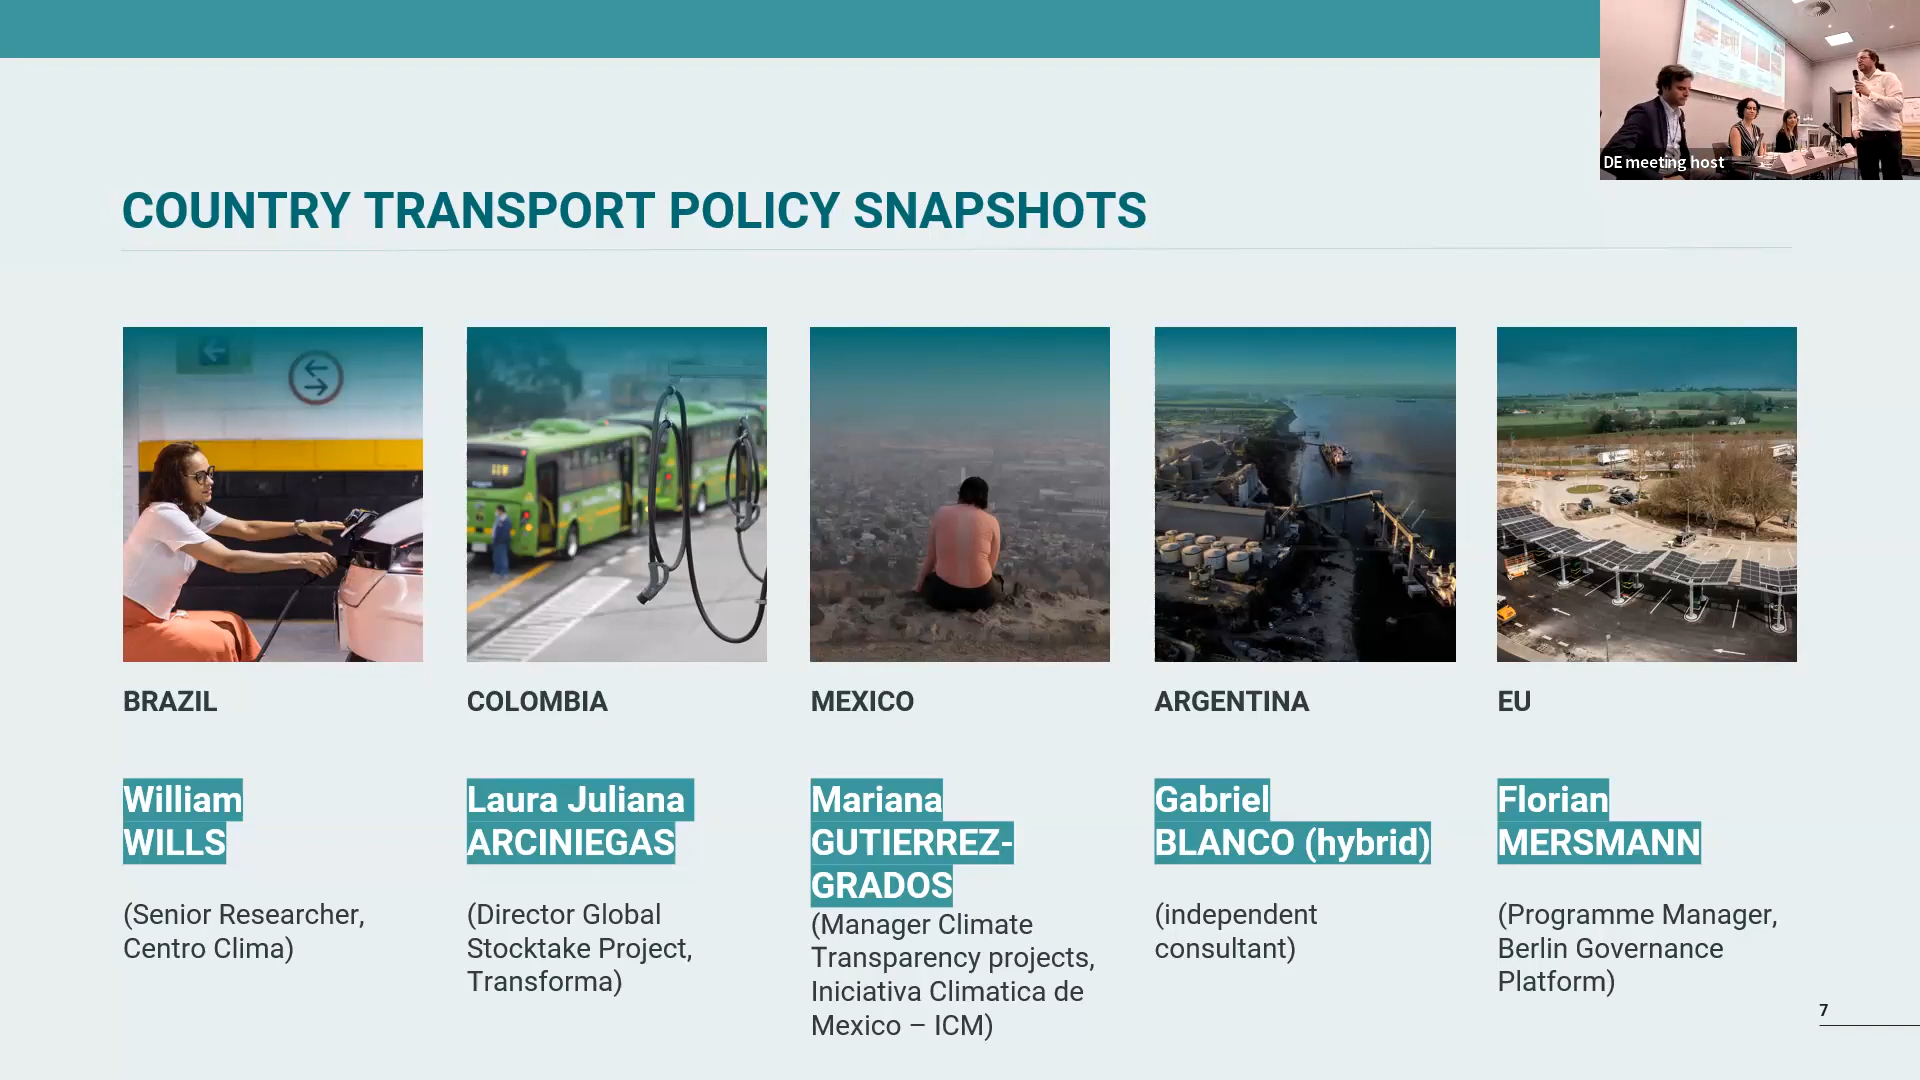 DE meeting host
COUNTRY TRANSPORT POLICY SNAPSHOTS
BRAZIL
William
WILLS
(Senior Researcher,
Centro Clima)
COLOMBIA
Laura Juliana
ARCINIEGAS
(Director Global
Stocktake Project,
Transforma)
MEXICO
Mariana
GUTIERREZ-
GRADOS
(Manager Climate
Transparency projects,
Iniciativa Climatica de
Mexico – ICM)
ARGENTINA
Gabriel
BLANCO (hybrid)
(independent
consultant)
EU
Florian
MERSMANN
(Programme Manager,
Berlin Governance
Platform)
7